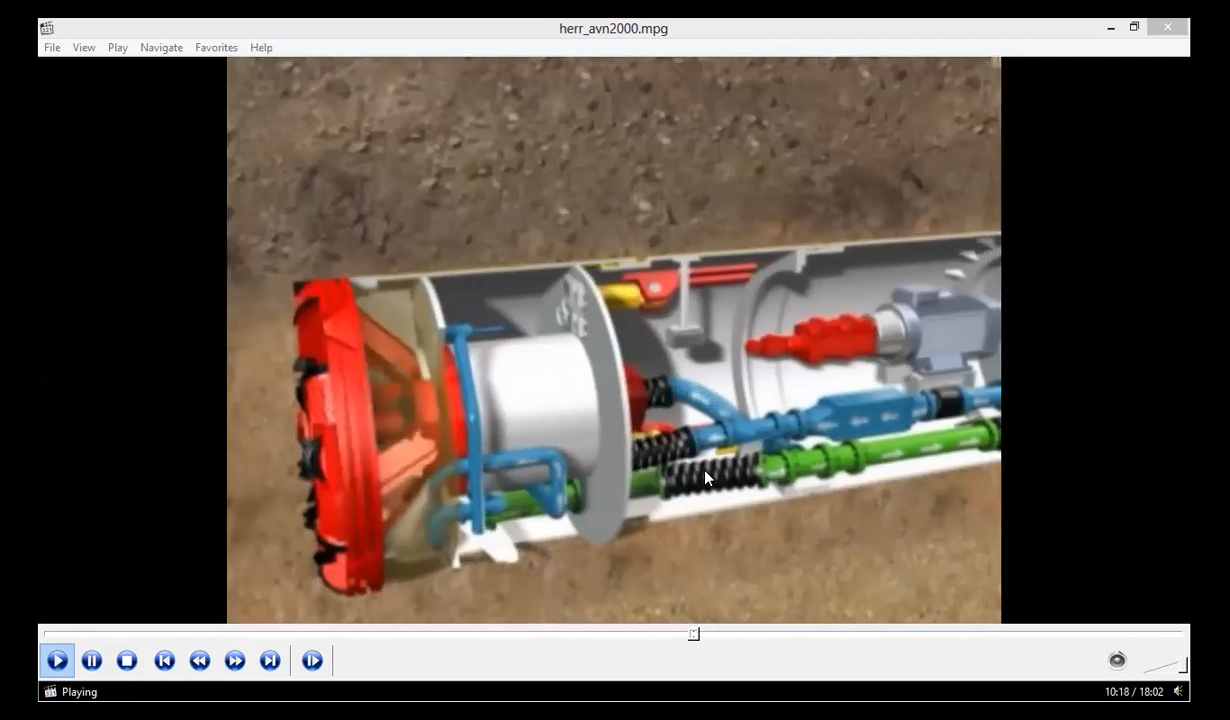 herr_avn2000.mpg
File View Play Navigate Favorites Help
Playing
10:18 / 18:02